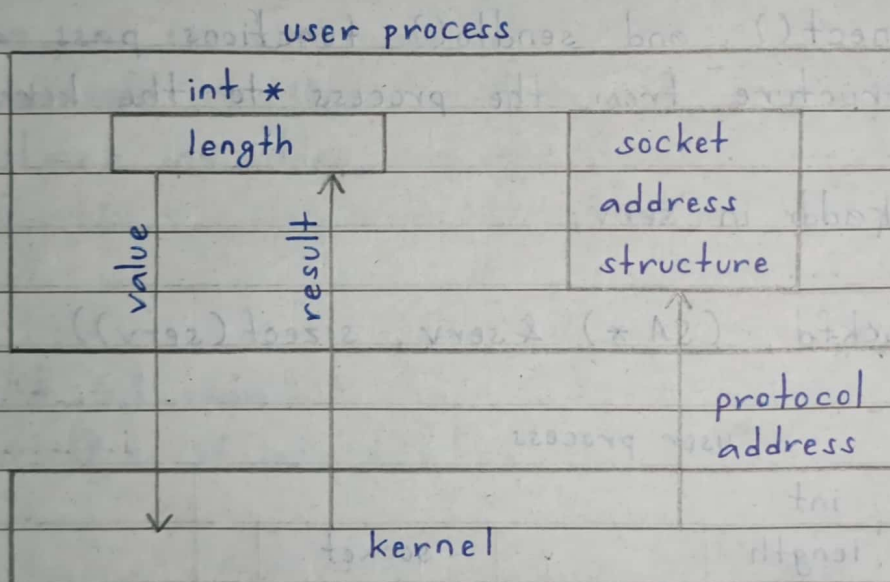 user process
int *
length
socket
address
structure
value
result
protocol
address
kernel